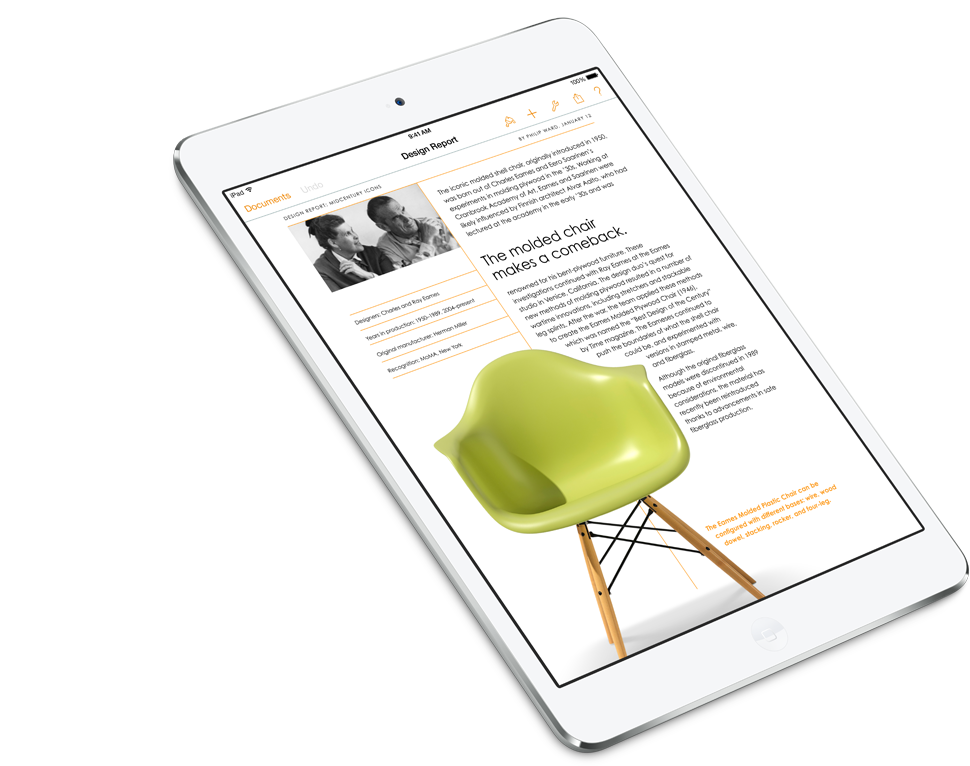 iPad
9:41 AM
100%
Documents
Undo
Design Report
DESIGN REPORT: MIDCENTURY ICONS
BY PHILIP WARD, JANUARY 12
Designers: Charles and Ray Eames
Years in production: 1950-1989, 2004-present
Original manufacturer: Herman Miller
Recognition: MoMA, New York
The iconic molded shell chair, originally introduced in 1950,
was born out of Charles Eames and Eero Saarinen's
experiments in molding plywood in the '30s. Working at
Cranbrook Academy of Art, Eames and Saarinen were
likely influenced by Finnish architect Alvar Aalto, who had
lectured at the academy in the early '30s and was
The molded chair
makes a comeback.
renowned for his bent-plywood furniture. These
investigations continued with Ray Eames at the Eames
studio in Venice, California. The design duo's quest for
new methods of molding plywood resulted in a number of
wartime innovations, including stretchers and stackable
leg splints. After the war, the team applied these methods
to create the Eames Molded Plywood Chair (1946),
which was named the "Best Design of the Century"
by Time magazine. The Eameses continued to
push the boundaries of what the shell chair
could be, and experimented with
versions in stamped metal, wire,
and fiberglass.
Although the original fiberglass
models were discontinued in 1989
because of environmental
considerations, the material has
recently been reintroduced
thanks to advancements in safe
fiberglass production.
The Eames Molded Plastic Chair can be
configured with different bases: wire, wood
dowel, stacking, rocker, and four-leg.